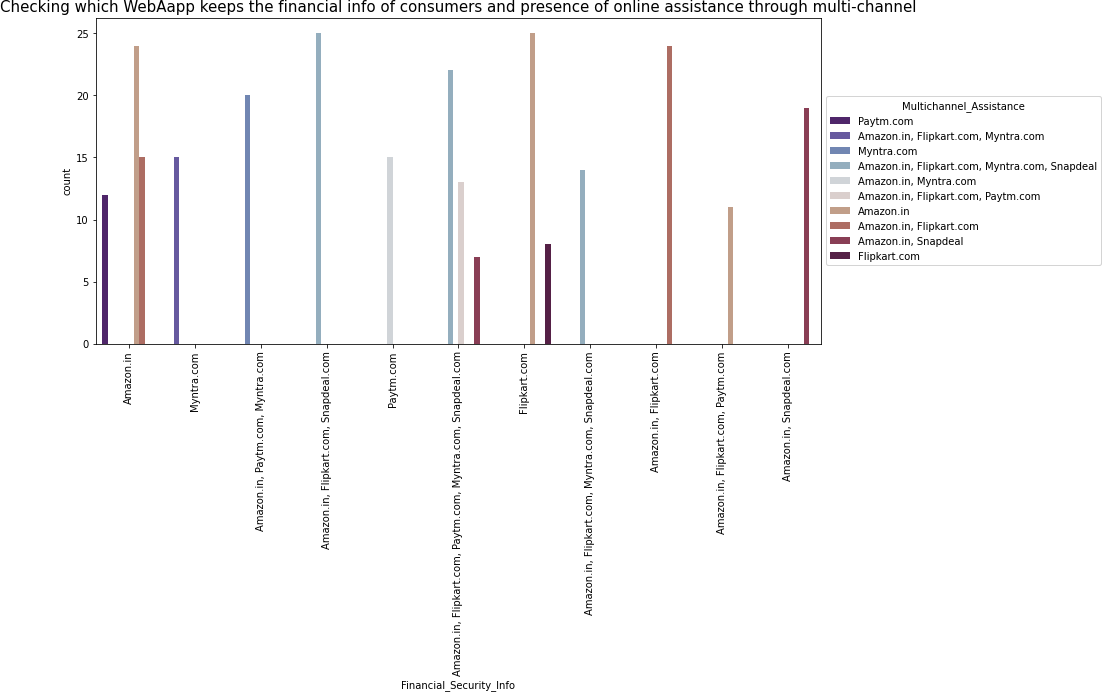 Checking which WebAapp keeps the financial info of consumers and presence of online assistance through multi-channel
25
20
15
10
5
0
count
Multichannel_Assistance
Paytm.com
Amazon.in, Flipkart.com, Myntra.com
Myntra.com
Amazon.in, Flipkart.com, Myntra.com, Snapdeal
Amazon.in, Myntra.com
Amazon.in, Flipkart.com, Paytm.com
Amazon.in
Amazon.in, Flipkart.com
Amazon.in, Snapdeal
Flipkart.com
Amazon.in
Myntra.com
Amazon.in, Paytm.com, Myntra.com
Amazon.in, Flipkart.com, Snapdeal.com
Paytm.com
Amazon.in, Flipkart.com, Paytm.com, Myntra.com, Snapdeal.com
Flipkart.com
Amazon.in, Flipkart.com, Myntra.com, Snapdeal.com
Amazon.in, Flipkart.com
Amazon.in, Flipkart.com, Paytm.com
Amazon.in, Snapdeal.com
Financial_Security_Info